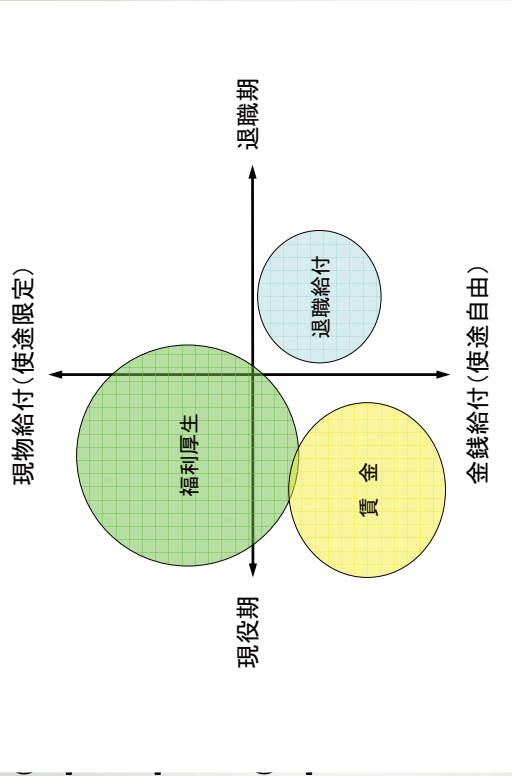 現物給付(使途限定)
福利厚生
現役期
退職期
賃 金
退職給付
金銭給付(使途自由)